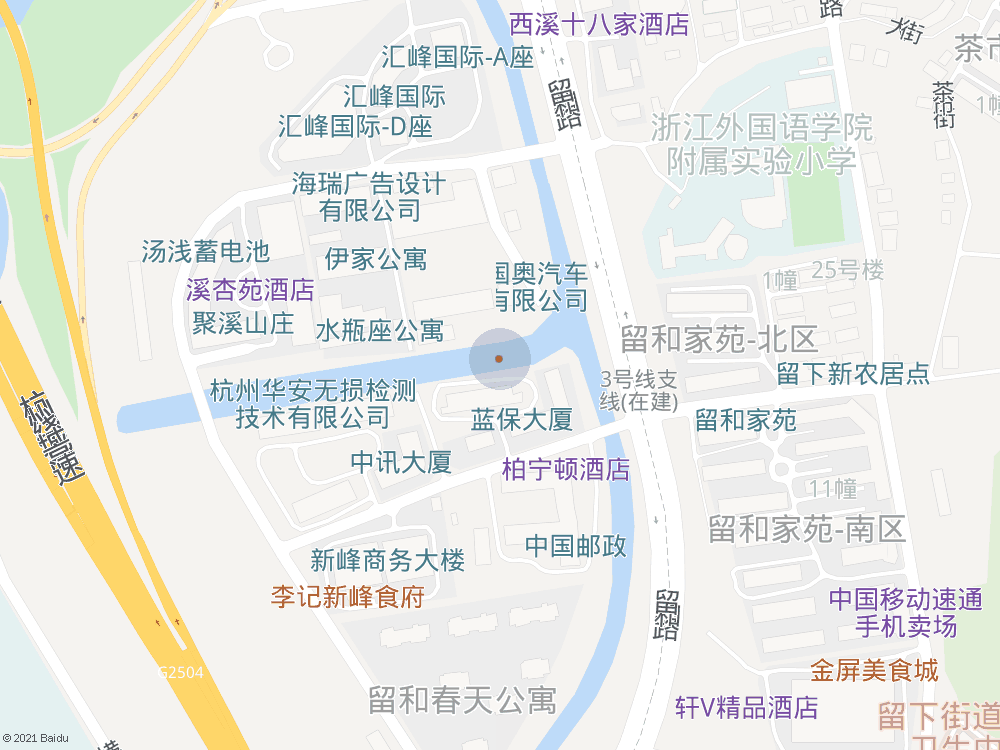 西溪十八家酒店
路
大街
茶市
汇峰国际-A座
留和路
茶市街
1幢
汇峰国际
汇峰国际-D座
浙江外国语学院
附属实验小学
海瑞广告设计
有限公司
汤浅蓄电池
伊家公寓
国奥汽车
有限公司
1幢
25号楼
溪杏苑酒店
聚溪山庄
水瓶座公寓
留和家苑-北区
3号线支
线(在建)
留下新农居点
杭州华安无损检测
技术有限公司
蓝保大厦
留和家苑
中讯大厦
柏宁顿酒店
11幢
留和家苑-南区
中国邮政
新峰商务大楼
李记新峰食府
留和路
中国移动速通
手机卖场
G2504
金屏美食城
留和春天公寓
轩V精品酒店
留下街道
© 2021 Baidu